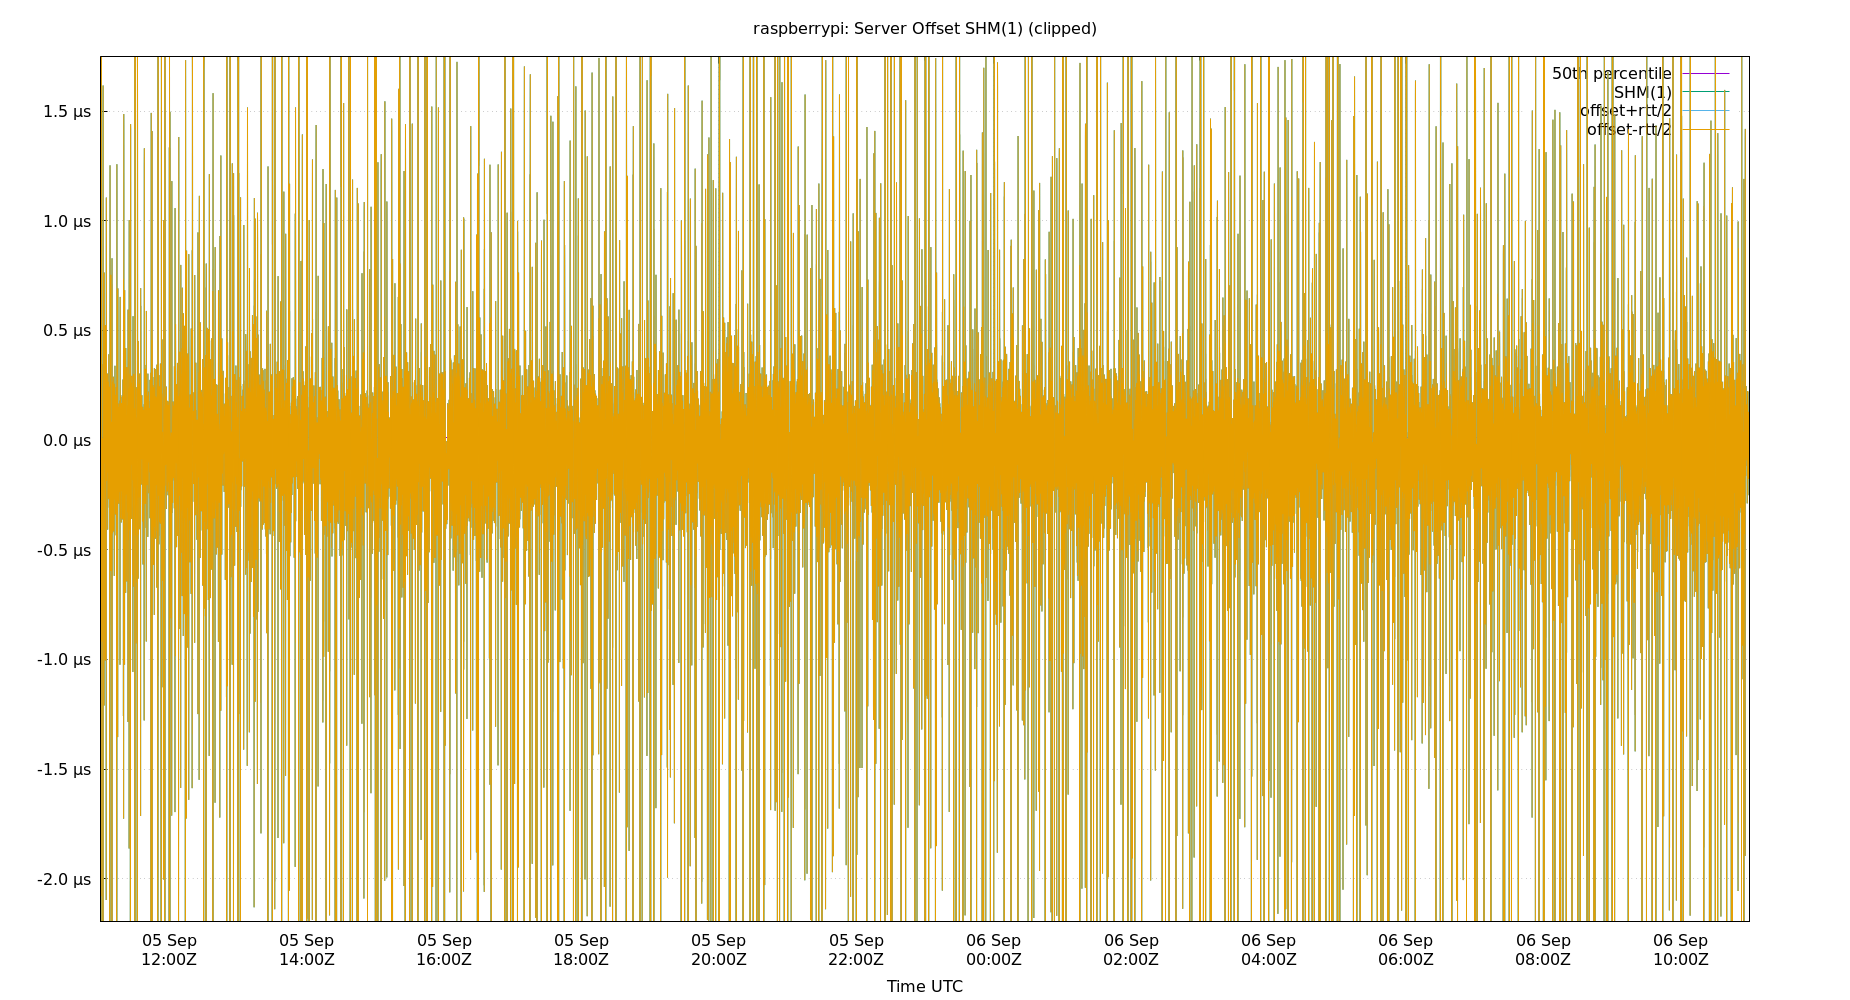 raspberrypi: Server Offset SHM(1) (clipped)
50th percentile
SHM(1)
offset+rtt/2
offset-rtt/2
1.5 µs
1.0 µs
0.5 µs
0.0 µs
-0.5 µs
-1.0 µs
-1.5 µs
-2.0 µs
05 Sep 05 Sep 05 Sep 05 Sep 05 Sep 05 Sep 06 Sep 06 Sep 06 Sep 06 Sep 06 Sep 06 Sep
12:00Z 14:00Z 16:00Z 18:00Z 20:00Z 22:00Z 00:00Z 02:00Z 04:00Z 06:00Z 08:00Z 10:00Z
Time UTC